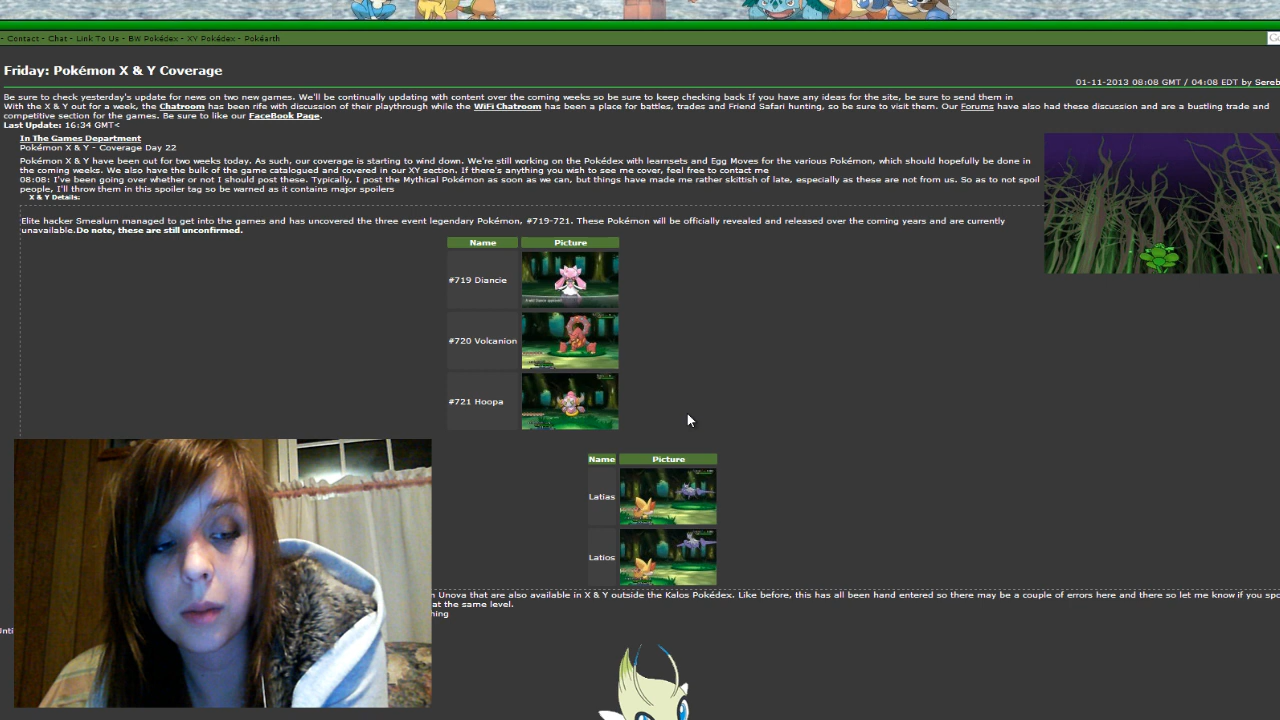 - Contact - Chat - Link To Us - BW Pokédex - XY Pokédex - Pokéarth
Friday: Pokémon X & Y Coverage
01-11-2013 08:08 GMT / 04:08 EDT by Sereb
Be sure to check yesterday's update for news on two new games. We'll be continually updating with content over the coming weeks so be sure to keep checking back If you have any ideas for the site, be sure to send them in
With the X & Y out for a week, the Chatroom has been rife with discussion of their playthrough while the WiFi Chatroom has been a place for battles, trades and Friend Safari hunting, so be sure to visit them. Our Forums have also had these discussion and are a bustling trade and
competitive section for the games. Be sure to like our FaceBook Page.
Last Update: 16:34 GMT<
In The Games Department
Pokémon X & Y - Coverage Day 22
Pokémon X & Y have been out for two weeks today. As such, our coverage is starting to wind down. We're still working on the Pokédex with learnsets and Egg Moves for the various Pokémon, which should hopefully be done in
the coming weeks. We also have the bulk of the game catalogued and covered in our XY section. If there's anything you wish to see me cover, feel free to contact me
08:08: I've been going over whether or not I should post these. Typically, I post the Mythical Pokémon as soon as we can, but things have made me rather skittish of late, especially as these are not from us. So as to not spoil
people, I'll throw them in this spoiler tag so be warned as it contains major spoilers
X & Y Details:
Elite hacker Smealum managed to get into the games and has uncovered the three event legendary Pokémon, #719-721. These Pokémon will be officially revealed and released over the coming years and are currently
unavailable.Do note, these are still unconfirmed.
Name Picture
#719 Diancie
#720 Volcanion
#721 Hoopa
Name Picture
Latias
Latios
n Unova that are also available in X & Y outside the Kalos Pokédex. Like before, this has all been hand entered so there may be a couple of errors here and there so let me know if you spo
at the same level.
hing
Unti